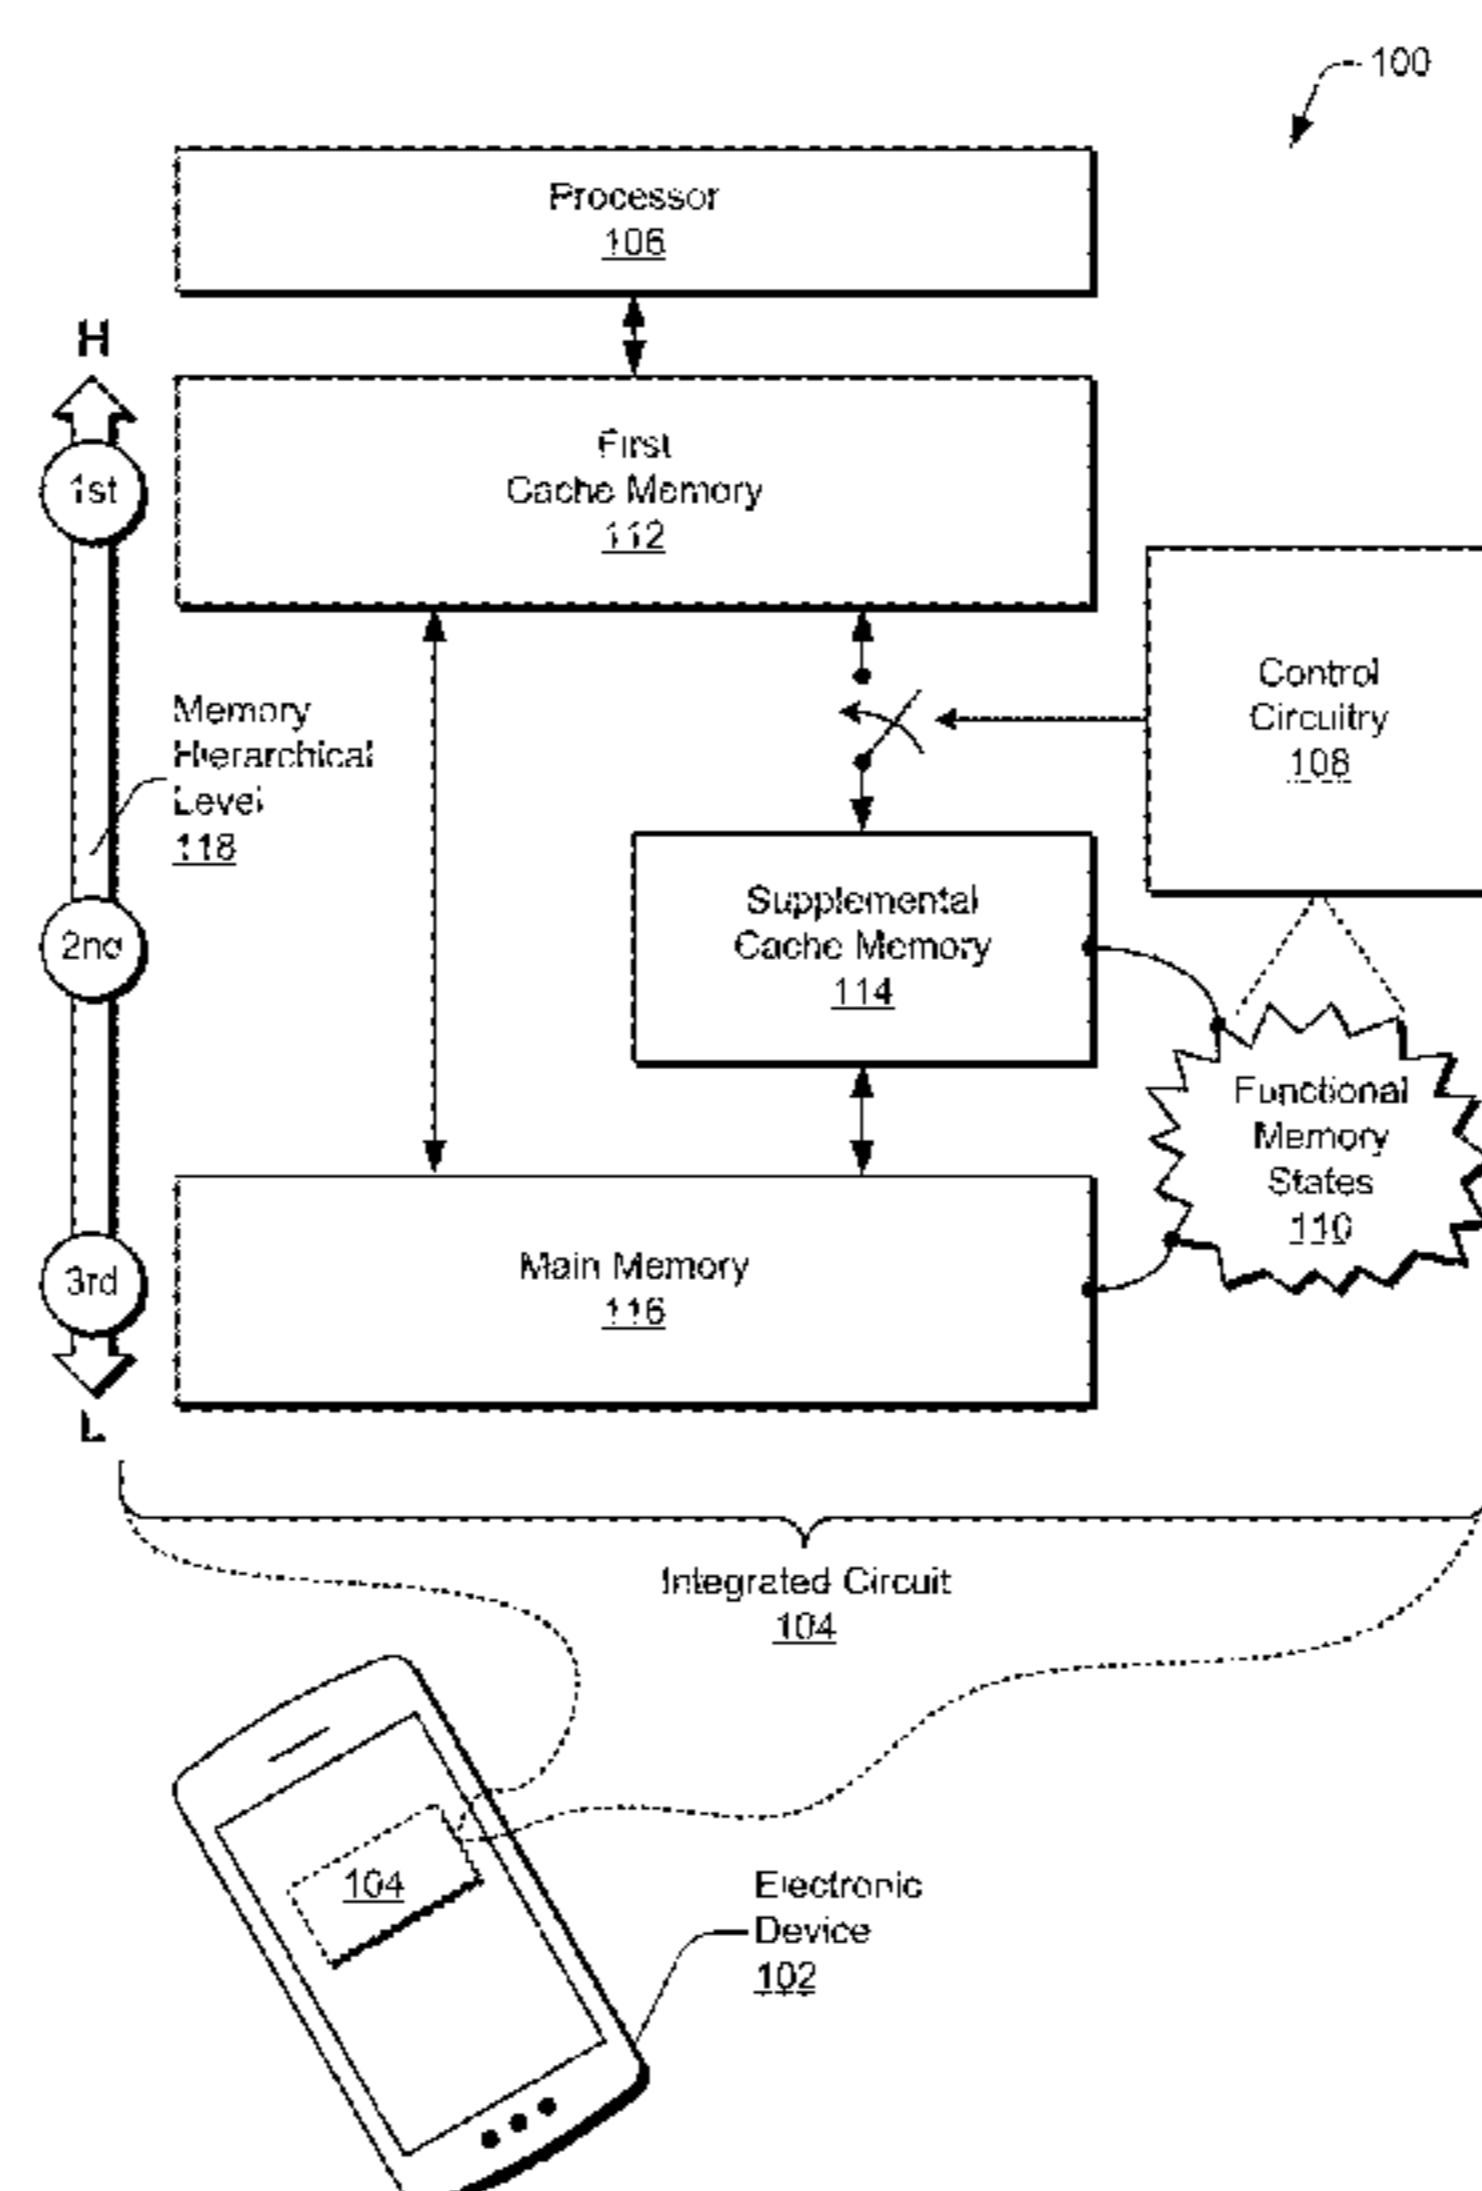 100
Processor
106
H
First
Cache Memory
112
1st
Control
Circuitry
108
Memory
Hierarchical
Level
118
Supplemental
Cache Memory
114
2nd
Functional
Memory
States
110
Main Memory
116
3rd
L
Integrated Circuit
104
104
Electronic
Device
102